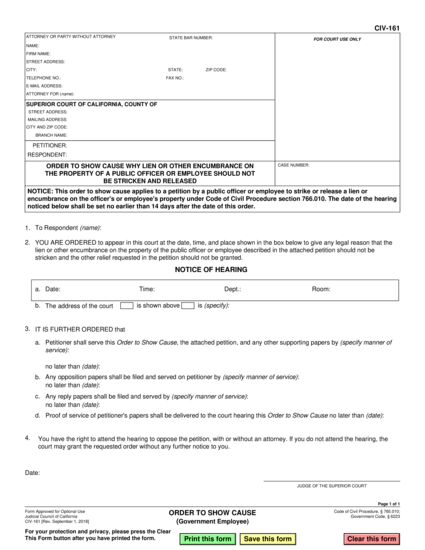 CIV-161
ATTORNEY OR PARTY WITHOUT ATTORNEY STATE BAR NUMBER: FOR COURT USE ONLY
NAME:
FIRM NAME:
STREET ADDRESS:
CITY: STATE: ZIP CODE:
TELEPHONE NO.: FAX NO.:
E-MAIL ADDRESS:
ATTORNEY FOR (name):
SUPERIOR COURT OF CALIFORNIA, COUNTY OF
STREET ADDRESS:
MAILING ADDRESS:
CITY AND ZIP CODE:
BRANCH NAME:
PETITIONER:
RESPONDENT:
ORDER TO SHOW CAUSE WHY LIEN OR OTHER ENCUMBRANCE ON
THE PROPERTY OF A PUBLIC OFFICER OR EMPLOYEE SHOULD NOT
BE STRICKEN AND RELEASED
CASE NUMBER:
NOTICE: This order to show cause applies to a petition by a public officer or employee to strike or release a lien or
encumbrance on the officer's or employee's property under Code of Civil Procedure section 766.010. The date of the hearing
noticed below shall be set no earlier than 14 days after the date of this order.
1. To Respondent (name):
2. YOU ARE ORDERED to appear in this court at the date, time, and place shown in the box below to give any legal reason that the
lien or other encumbrance on the property of the public officer or employee described in the attached petition should not be
stricken and the other relief requested in the petition should not be granted.
NOTICE OF HEARING
a. Date: Time: Dept.: Room:
b. The address of the court is shown above is (specify):
3. IT IS FURTHER ORDERED that
a. Petitioner shall serve this Order to Show Cause, the attached petition, and any other supporting papers by (specify manner of
service):
no later than (date):
b. Any opposition papers shall be filed and served on petitioner by (specify manner of service):
no later than (date):
c. Any reply papers shall be filed and served by (specify manner of service):
no later than (date):
d. Proof of service of petitioner's papers shall be delivered to the court hearing this Order to Show Cause no later than (date):
4. You have the right to attend the hearing to oppose the petition, with or without an attorney. If you do not attend the hearing, the
court may grant the requested order without any further notice to you.
Date:
JUDGE OF THE SUPERIOR COURT
Page 1 of 1
Form Approved for Optional Use
Judicial Council of California
CIV-161 [Rev. September 1, 2018]
ORDER TO SHOW CAUSE
(Government Employee)
Code of Civil Procedure, § 765.010;
Government Code, § 6223
For your protection and privacy, please press the Clear
This Form button after you have printed the form.
Print this form Save this form Clear this form